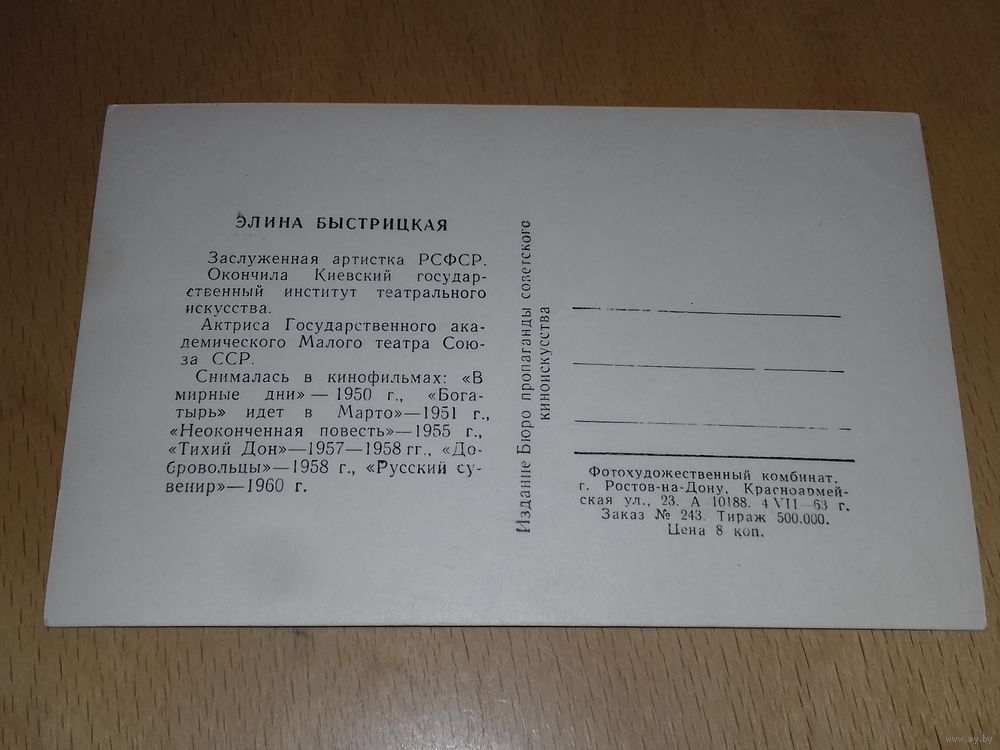 ЭЛИНА БЫСТРИЦКАЯ
Заслуженная артистка РСФСР.
Окончила Киевский государ-
ственный институт театрального
искусства.
Актриса Государственного ака-
демического Малого театра Сою-
за ССР.
Снималась в кинофильмах: «В
мирные дни» — 1950 г., «Бога-
тырь» идет в Марто»—1951 г.,
«Неоконченная повесть»—1955 г.,
«Тихий Дон»—1957—1958 гг., «До-
бровольцы»—1958 г., «Русский су-
венир»—1960 г.
Издание Бюро пропаганды советского
киноискусства
Фотохудожественный комбинат,
г. Ростов-на-Дону, Красноармей-
ская ул., 23. А 10188. 4 VII—63 г.
Заказ № 243. Тираж 500.000.
Цена 8 коп.
www.ay.by